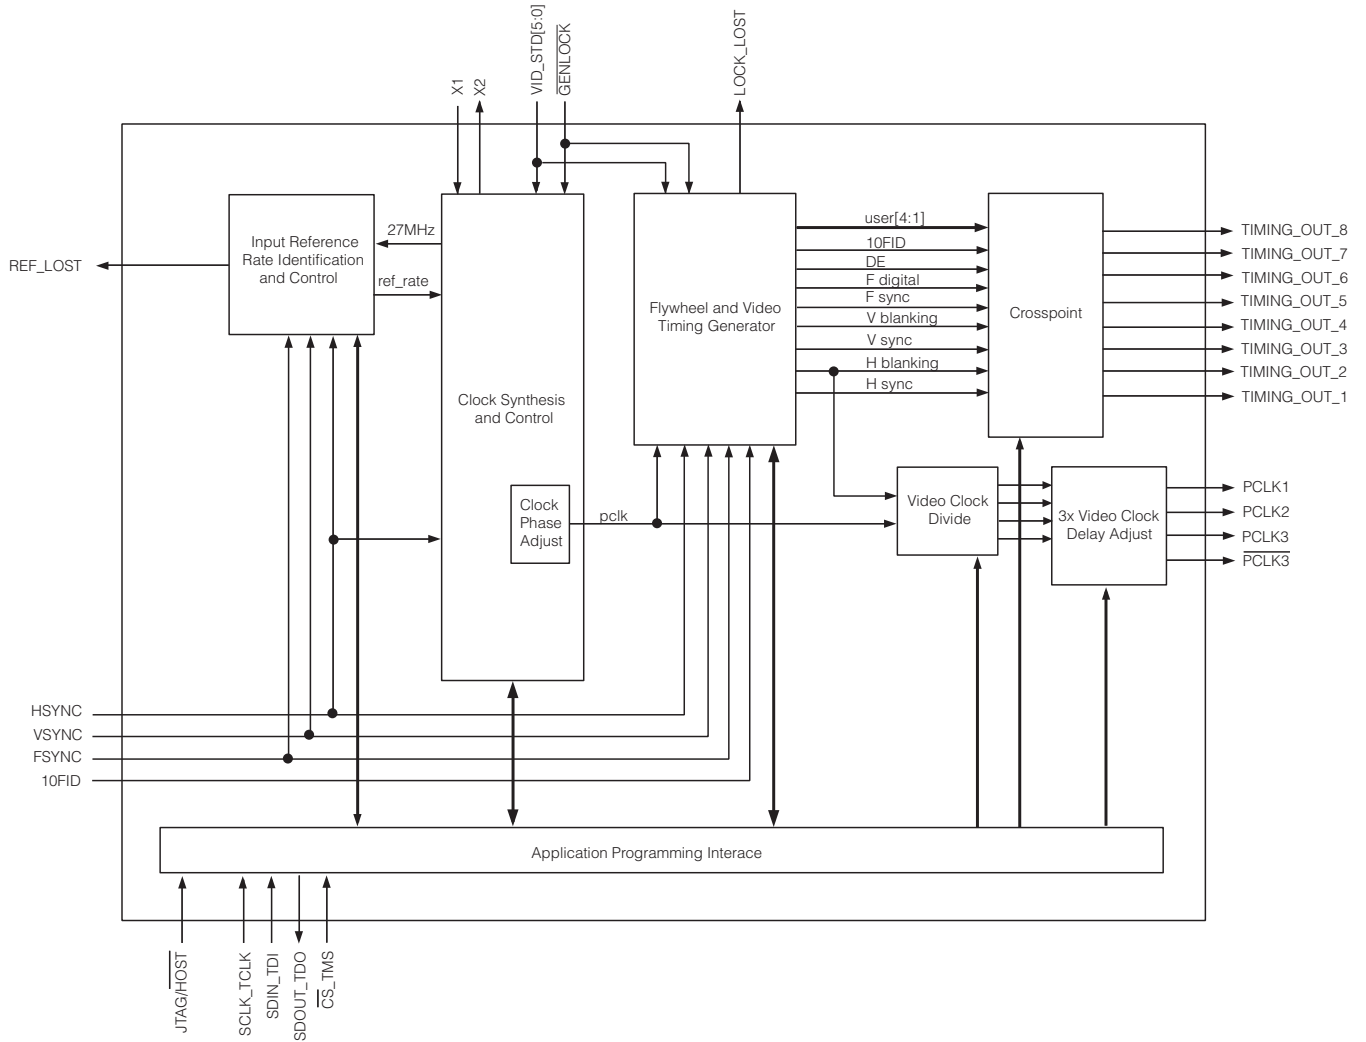 X1
X2
VID_STD[5:0]
GENLOCK
LOCK_LOST
Input Reference
Rate Identification
and Control
27MHz
ref_rate
REF_LOST
Clock Synthesis
and Control
Clock
Phase
Adjust
pclk
Flywheel and Video
Timing Generator
user[4:1]
10FID
DE
F digital
F sync
V blanking
V sync
H blanking
H sync
Crosspoint
TIMING_OUT_8
TIMING_OUT_7
TIMING_OUT_6
TIMING_OUT_5
TIMING_OUT_4
TIMING_OUT_3
TIMING_OUT_2
TIMING_OUT_1
Video Clock
Divide
3x Video Clock
Delay Adjust
PCLK1
PCLK2
PCLK3
PCLK3
HSYNC
VSYNC
FSYNC
10FID
Application Programming Interace
JTAG/HOST
SCLK_TCLK
SDIN_TDI
SDOUT_TDO
CS_TMS